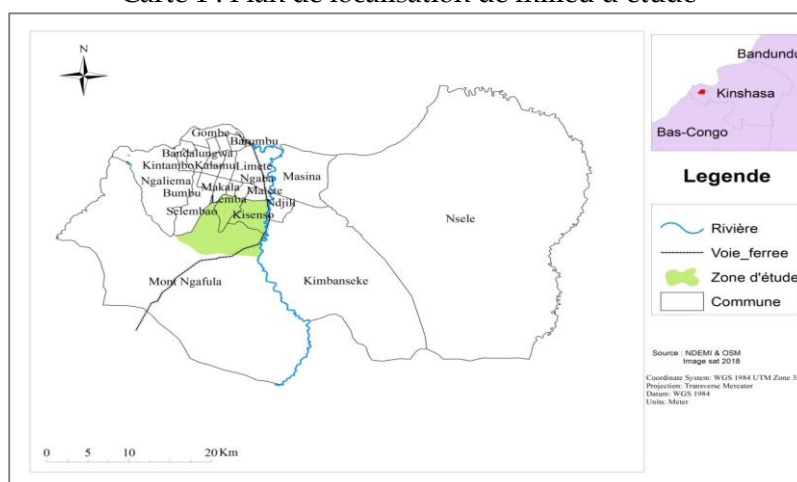 Carte 1 : Plan de localisation de milieu d'étude
N
Gombe
Barumbu
Bandalungwa
Kintambo Kalamu Limete
Ngaliema
Ngaba
Masina
Bumbu
Makala
Matete
Lemba
Ndjili
Selembao
Kisenso
Nsele
Mont Ngafula
Kimbanseke
0 5 10 20 Km
Bandundu
Kinshasa
Bas-Congo
Legende
Rivière
Voie_ferree
Zone d'étude
Commune
Source : NDEMI & OSM
Image sat 2018
Coordinate System: WGS 1984 UTM Zone 3
Projection: Transverse Mercator
Datum: WGS 1984
Units: Meter